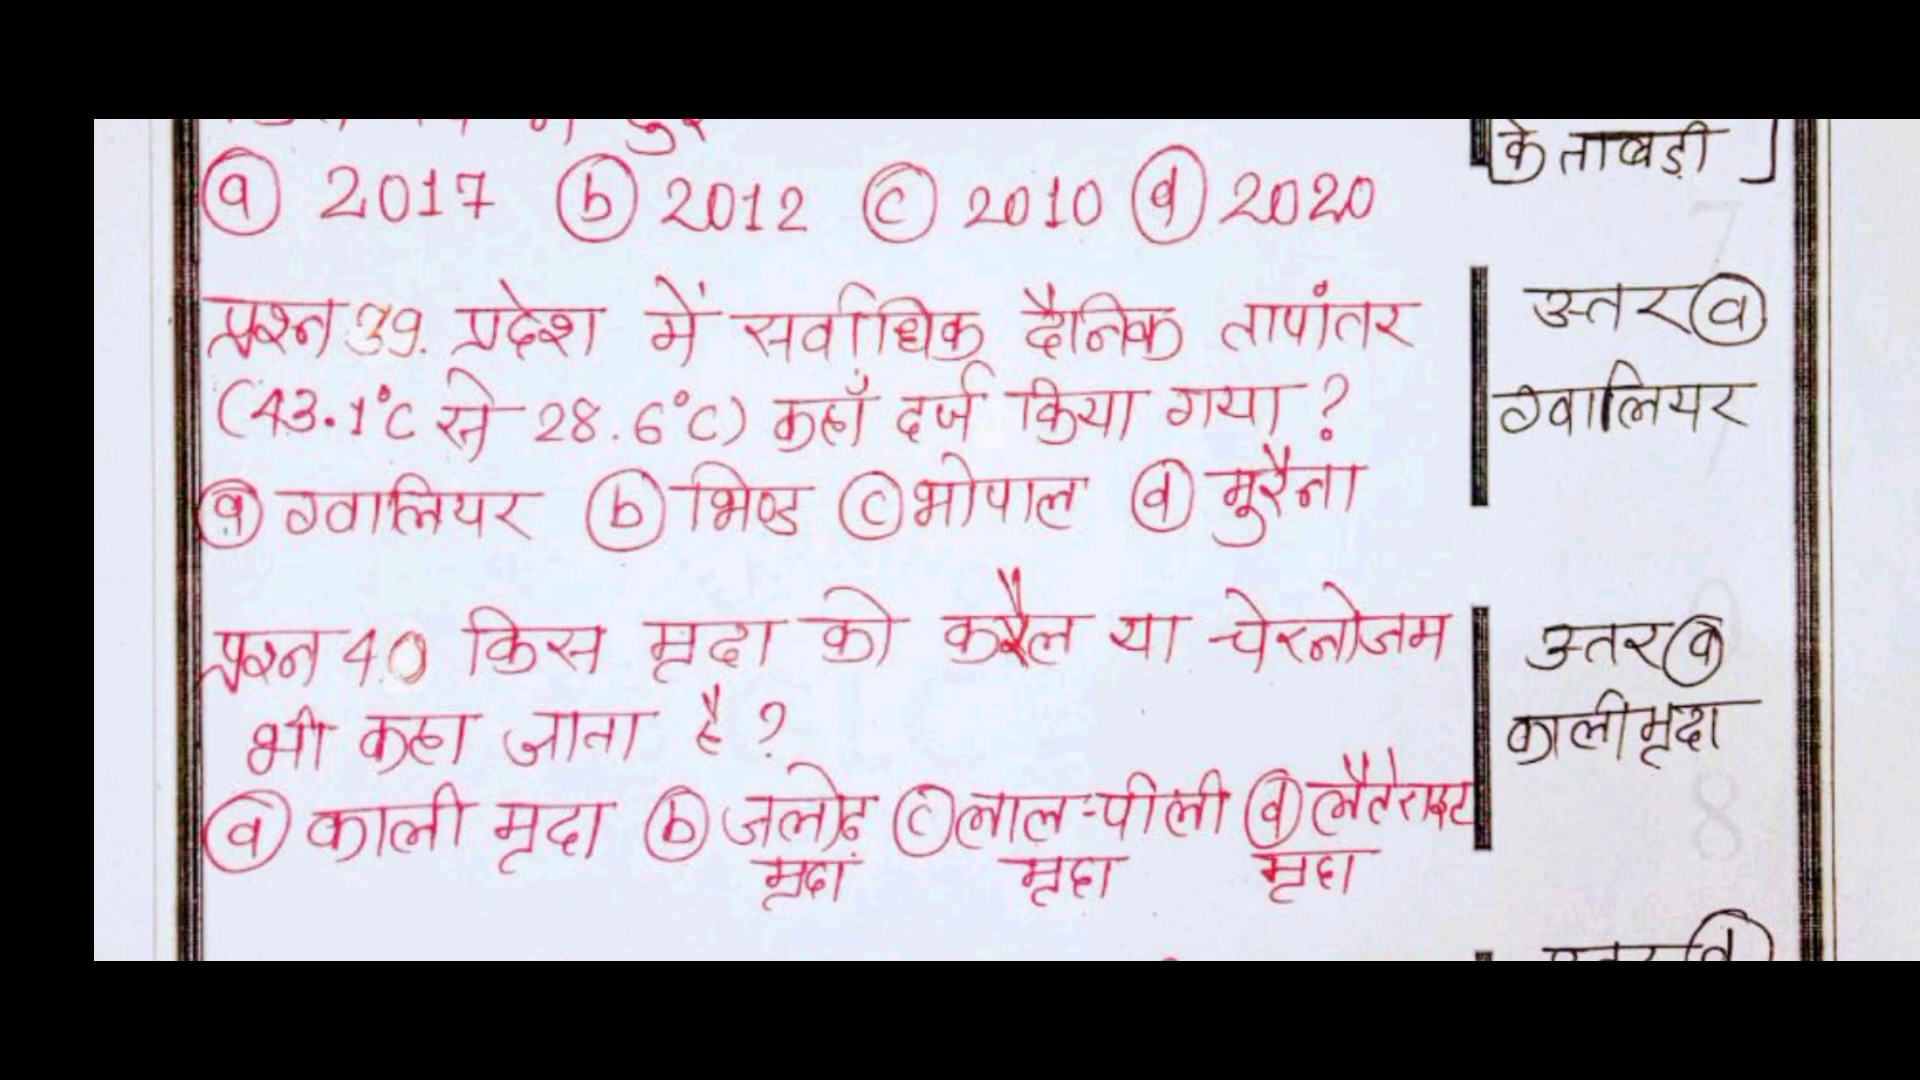 के ताबड़ी]
ⓐ 2017 ⓑ 2012 ⓒ 2010 ⓓ 2020
प्रश्न 39. प्रदेश में सर्वाधिक दैनिक तापांतर
(43.1°C से 28.6°C) कहाँ दर्ज किया गया ?
ⓐ ग्वालियर ⓑ भिण्ड ⓒ भोपाल ⓓ मुरैना
उत्तर ⓐ
ग्वालियर
प्रश्न 40 किस मृदा को करैल या चेरनोजम
भी कहा जाता है ?
ⓐ काली मृदा ⓑ जलोढ़ मृदा ⓒ लाल-पीली मृदा ⓓ लैटेराइट मृदा
उत्तर ⓐ
काली मृदा